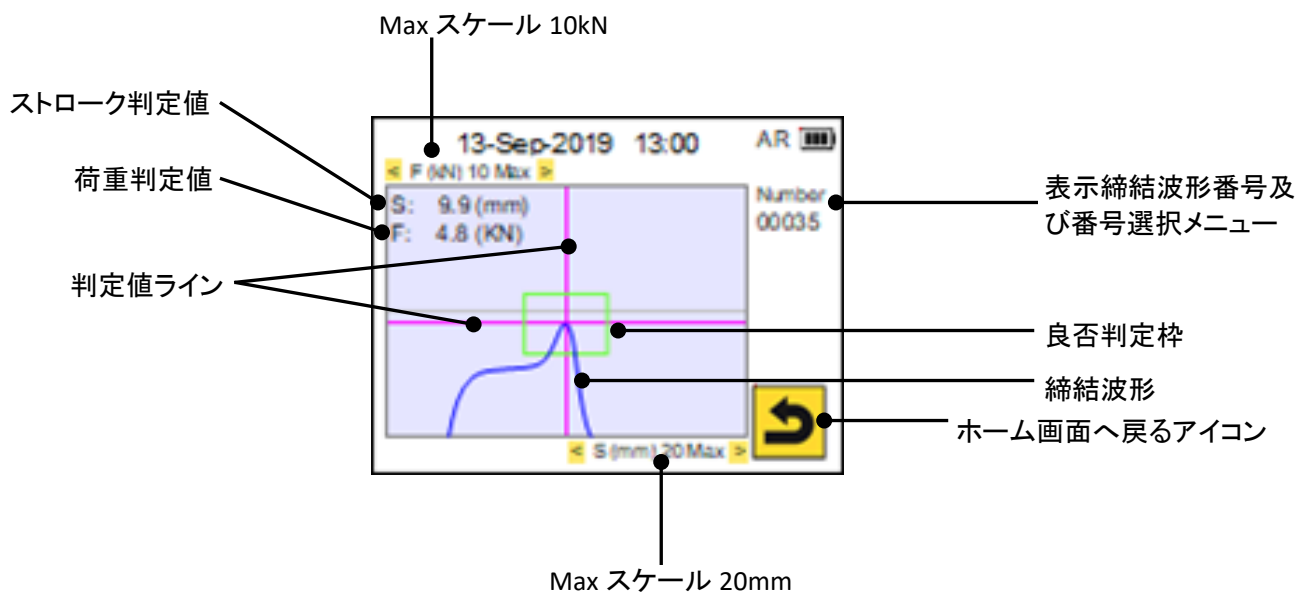 Max スケール 10kN
ストローク判定値
荷重判定値
判定値ライン
13-Sep-2019 13:00 AR
< F (kN) 10 Max >
S: 9.9 (mm)
F: 4.8 (KN)
Number
00035
< S (mm) 20 Max >
表示締結波形番号及
び番号選択メニュー
良否判定枠
締結波形
ホーム画面へ戻るアイコン
Max スケール 20mm